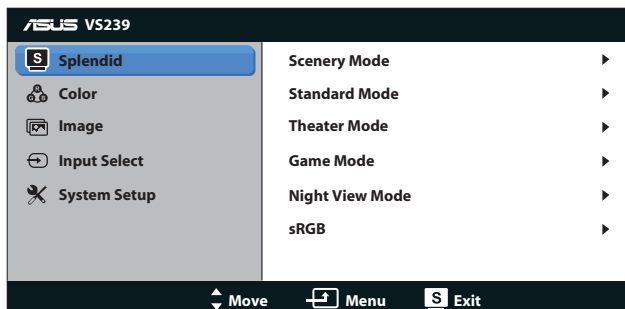 ASUS VS239
S Splendid
Color
Image
Input Select
System Setup
Scenery Mode
Standard Mode
Theater Mode
Game Mode
Night View Mode
sRGB
Move Menu S Exit